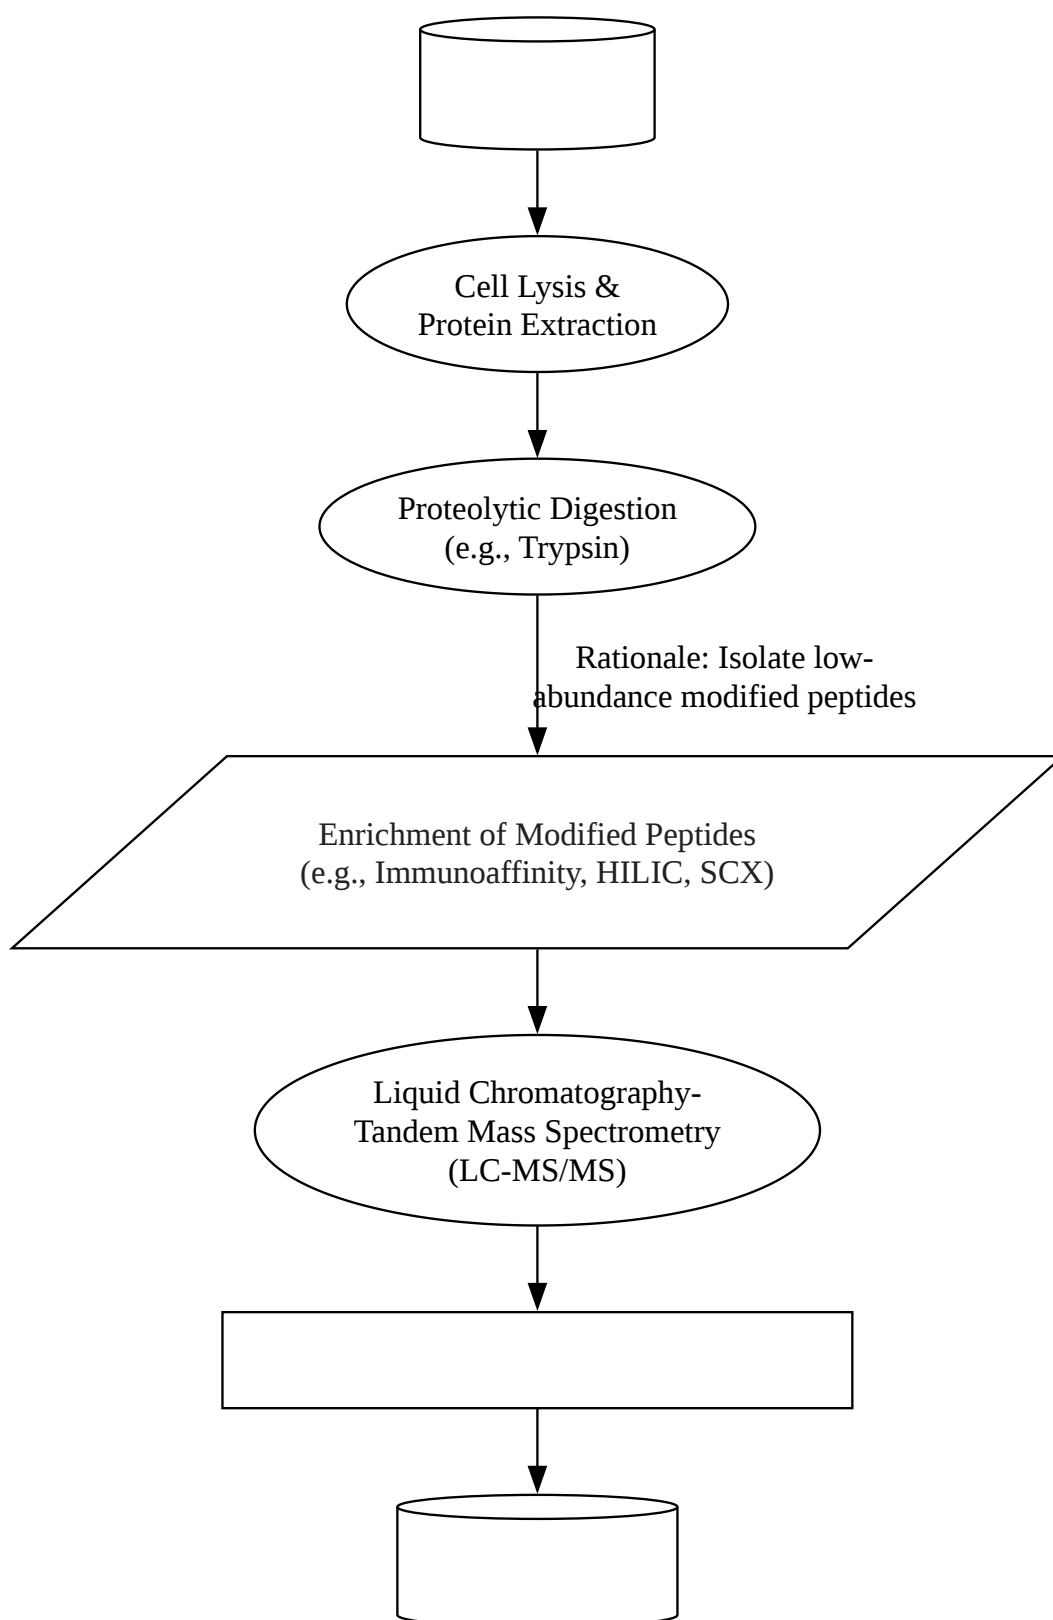 Cell Lysis &
Protein Extraction
Proteolytic Digestion
(e.g., Trypsin)
Rationale: Isolate low-
abundance modified peptides
Enrichment of Modified Peptides
(e.g., Immunoaffinity, HILIC, SCX)
Liquid Chromatography-
Tandem Mass Spectrometry
(LC-MS/MS)